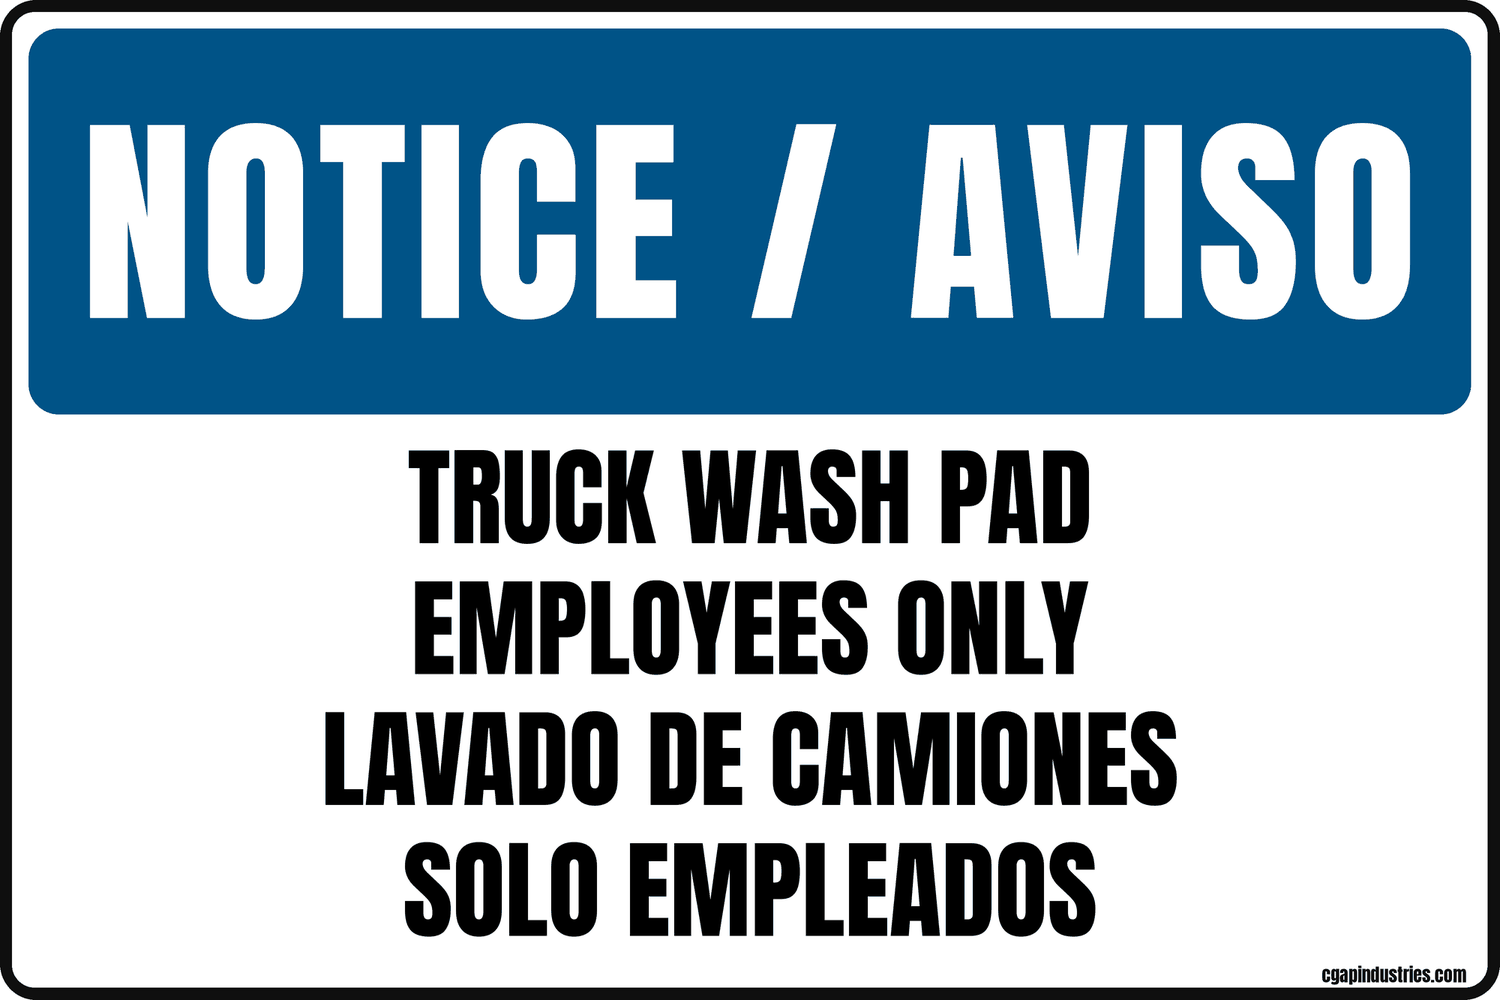 NOTICE / AVISO
TRUCK WASH PAD
EMPLOYEES ONLY
LAVADO DE CAMIONES
SOLO EMPLEADOS
cgapindustries.com